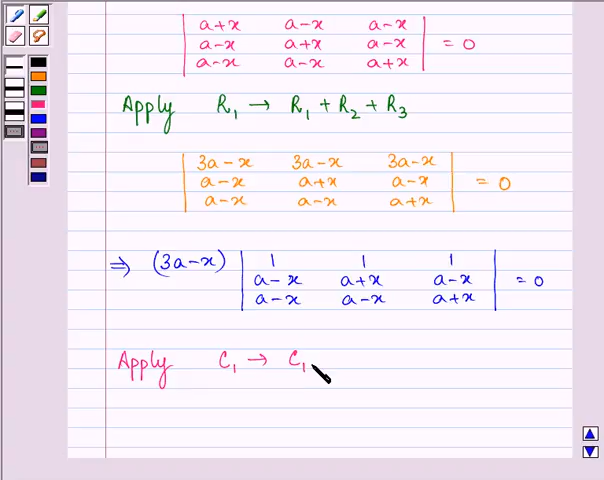 | a+x a−x a−x |
| a−x a+x a−x | = 0
| a−x a−x a+x |
Apply R₁ → R₁ + R₂ + R₃
| 3a−x 3a−x 3a−x |
| a−x a+x a−x | = 0
| a−x a−x a+x |
⇒ (3a−x) | 1 1 1 |
| a−x a+x a−x | = 0
| a−x a−x a+x |
Apply C₁ → C₁